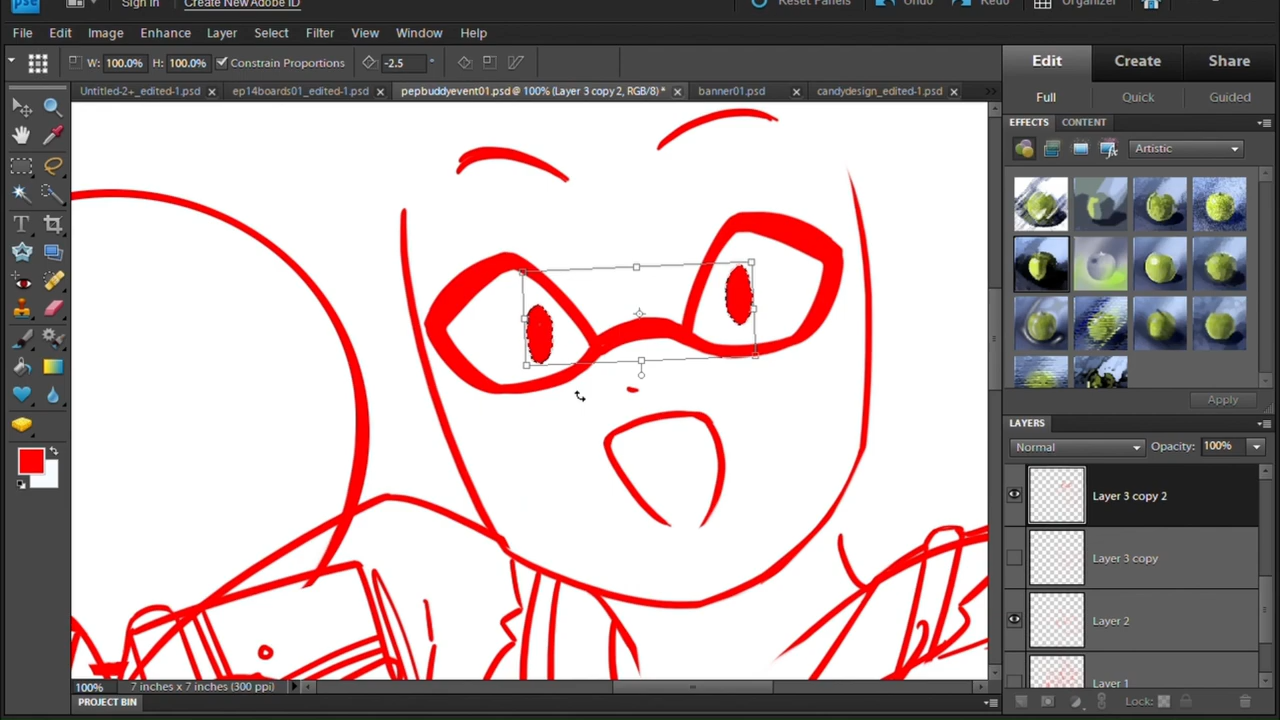 pse Sign In Create New Adobe ID Reset Panels Undo Redo Organizer
File Edit Image Enhance Layer Select Filter View Window Help
W: 100.0% H: 100.0% Constrain Proportions -2.5 °
Edit Create Share
Untitled-2+_edited-1.psd × ep14boards01_edited-1.psd × pepbuddyevent01.psd @ 100% (Layer 3 copy 2, RGB/8) * × banner01.psd × candydesign_edited-1.psd ×
Full Quick Guided
EFFECTS CONTENT
Artistic
Apply
LAYERS
Normal Opacity: 100%
Layer 3 copy 2
Layer 3 copy
Layer 2
Layer 1
100% 7 inches x 7 inches (300 ppi)
Lock:
PROJECT BIN